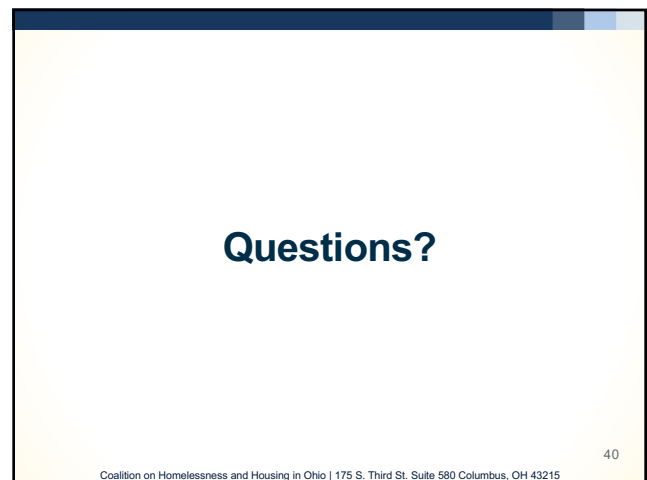 Questions?
40
Coalition on Homelessness and Housing in Ohio | 175 S. Third St. Suite 580 Columbus, OH 43215